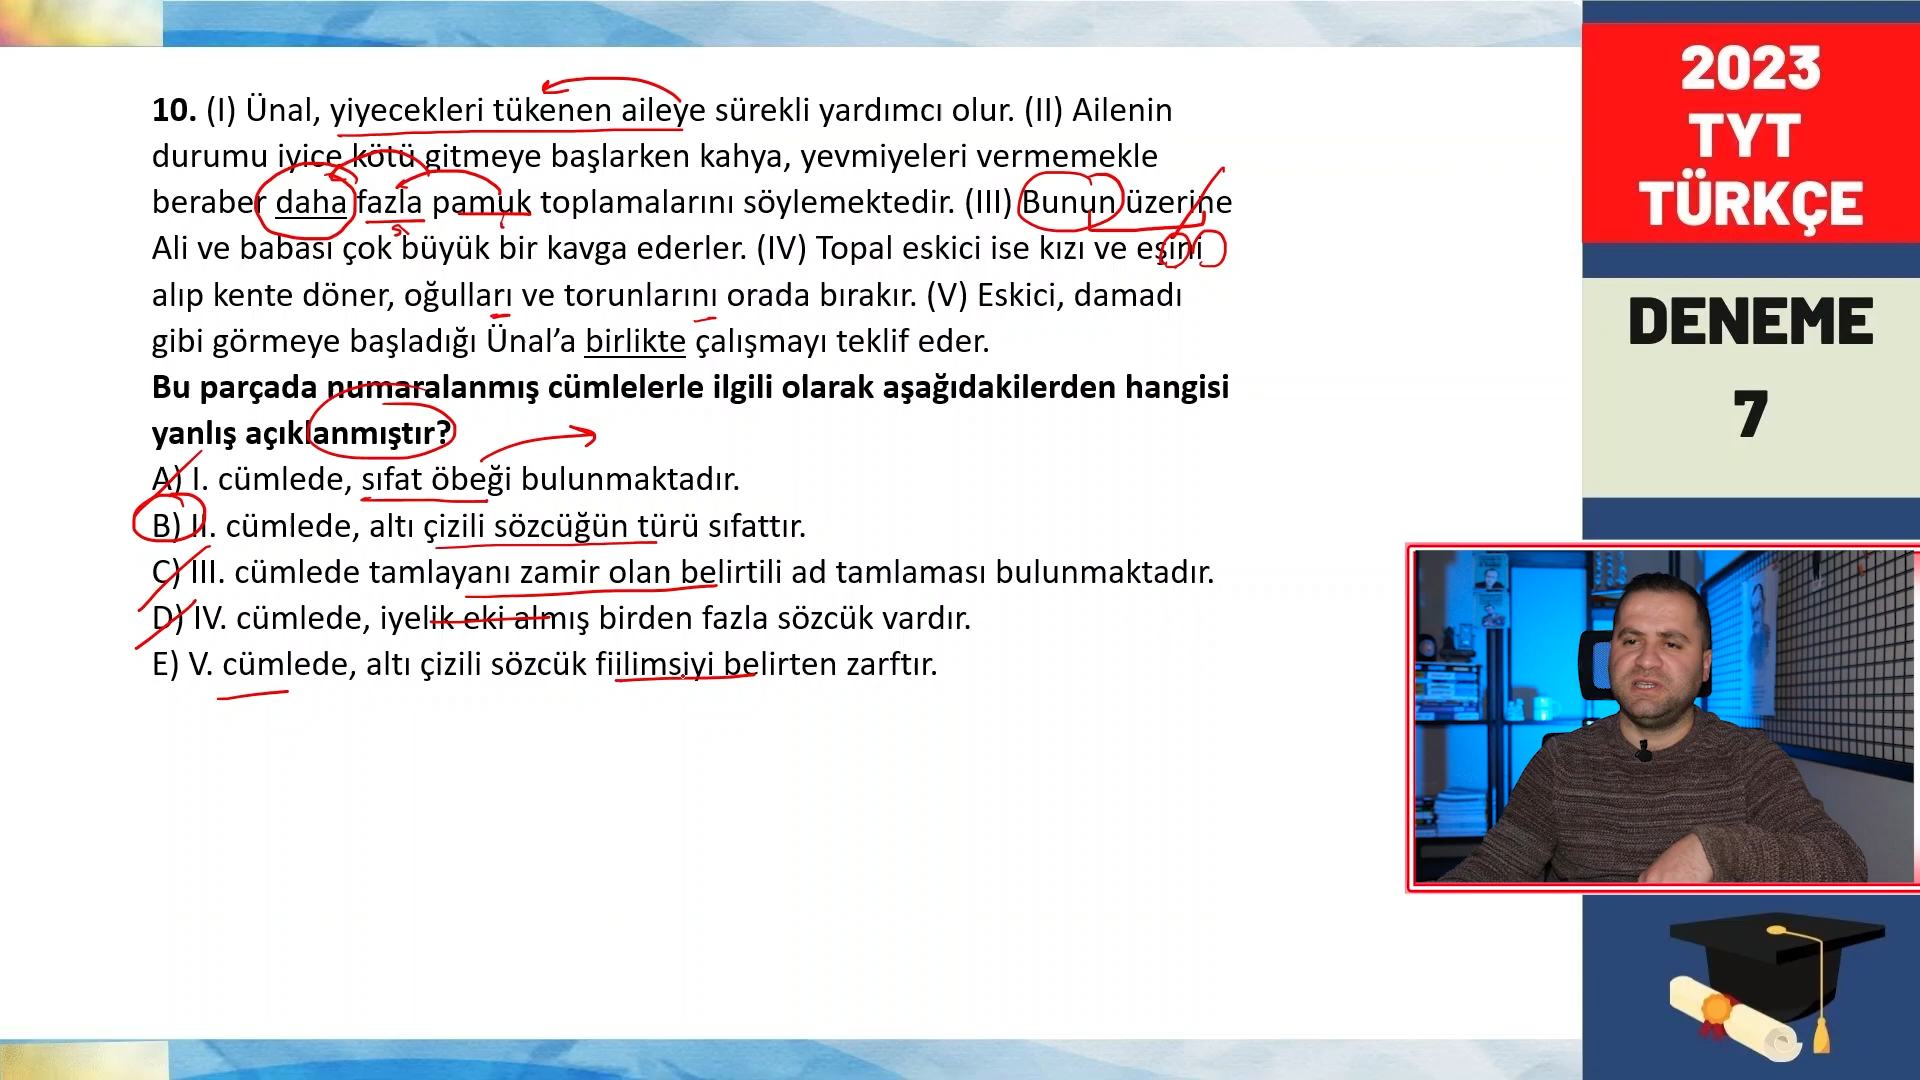 10. (I) Ünal, yiyecekleri tükenen aileye sürekli yardımcı olur. (II) Ailenin
durumu iyice kötü gitmeye başlarken kahya, yevmiyeleri vermemekle
beraber daha fazla pamuk toplamalarını söylemektedir. (III) Bunun üzerine
Ali ve babası çok büyük bir kavga ederler. (IV) Topal eskici ise kızı ve eşini
alıp kente döner, oğulları ve torunlarını orada bırakır. (V) Eskici, damadı
gibi görmeye başladığı Ünal’a birlikte çalışmayı teklif eder.
Bu parçada numaralanmış cümlelerle ilgili olarak aşağıdakilerden hangisi
yanlış açıklanmıştır?
A) I. cümlede, sıfat öbeği bulunmaktadır.
B) II. cümlede, altı çizili sözcüğün türü sıfattır.
C) III. cümlede tamlayanı zamir olan belirtili ad tamlaması bulunmaktadır.
D) IV. cümlede, iyelik eki almış birden fazla sözcük vardır.
E) V. cümlede, altı çizili sözcük fiilimsiyi belirten zarftır.
2023
TYT
TÜRKÇE
DENEME
7